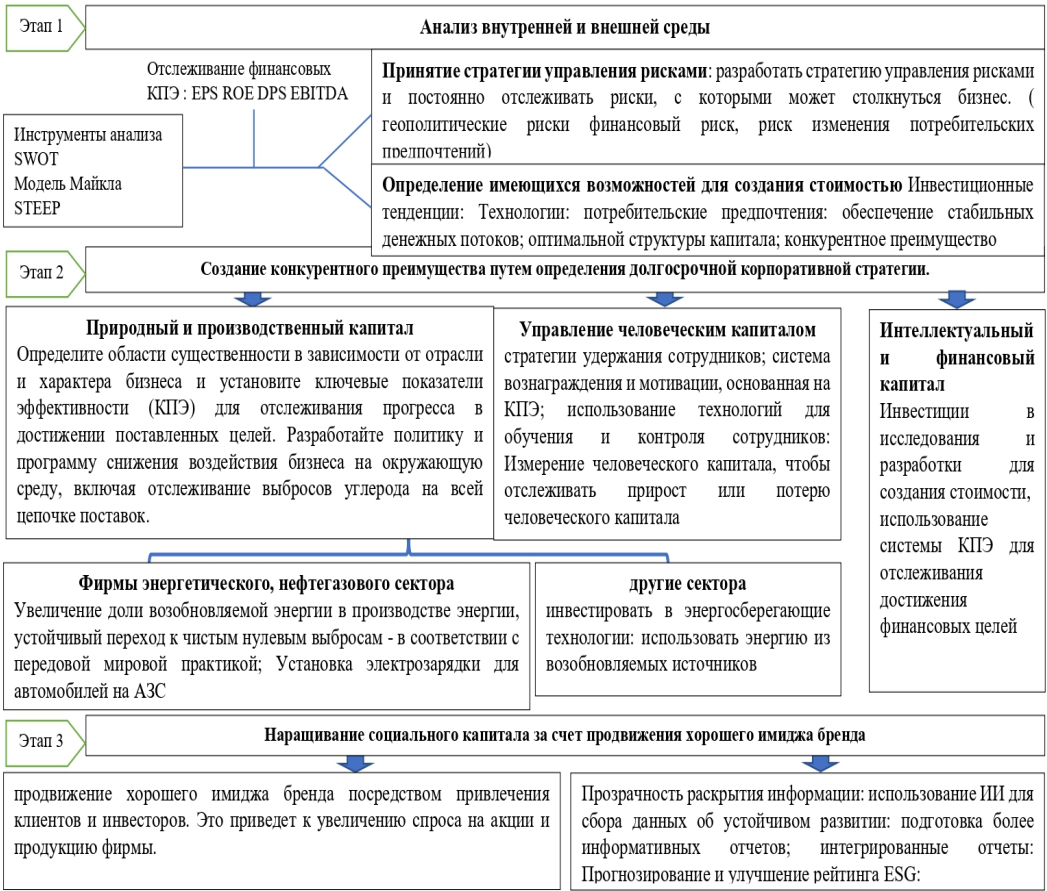 Этап 1
Анализ внутренней и внешней среды
Отслеживание финансовых
КПЭ : EPS ROE DPS EBITDA
Инструменты анализа
SWOT
Модель Майкла
STEEP
Принятие стратегии управления рисками: разработать стратегию управления рисками
и постоянно отслеживать риски, с которыми может столкнуться бизнес. (
геополитические риски финансовый риск, риск изменения потребительских
предпочтений)
Определение имеющихся возможностей для создания стоимостью Инвестиционные
тенденции: Технологии: потребительские предпочтения: обеспечение стабильных
денежных потоков; оптимальной структуры капитала; конкурентное преимущество
Этап 2
Создание конкурентного преимущества путем определения долгосрочной корпоративной стратегии.
Природный и производственный капитал
Определите области существенности в зависимости от отрасли
и характера бизнеса и установите ключевые показатели
эффективности (КПЭ) для отслеживания прогресса в
достижении поставленных целей. Разработайте политику и
программу снижения воздействия бизнеса на окружающую
среду, включая отслеживание выбросов углерода на всей
цепочке поставок.
Управление человеческим капиталом
стратегии удержания сотрудников; система
вознаграждения и мотивации, основанная на
КПЭ; использование технологий для
обучения и контроля сотрудников:
Измерение человеческого капитала, чтобы
отслеживать прирост или потерю
человеческого капитала
Интеллектуальный
и финансовый
капитал
Инвестиции в
исследования и
разработки для
создания стоимости,
использование
системы КПЭ для
отслеживания
достижения
финансовых целей
Фирмы энергетического, нефтегазового сектора
Увеличение доли возобновляемой энергии в производстве энергии,
устойчивый переход к чистым нулевым выбросам - в соответствии с
передовой мировой практикой; Установка электрозарядки для
автомобилей на АЗС
другие сектора
инвестировать в энергосберегающие
технологии: использовать энергию из
возобновляемых источников
Этап 3
Наращивание социального капитала за счет продвижения хорошего имиджа бренда
продвижение хорошего имиджа бренда посредством привлечения
клиентов и инвесторов. Это приведет к увеличению спроса на акции и
продукцию фирмы.
Прозрачность раскрытия информации: использование ИИ для
сбора данных об устойчивом развитии: подготовка более
информативных отчетов; интегрированные отчеты:
Прогнозирование и улучшение рейтинга ESG: